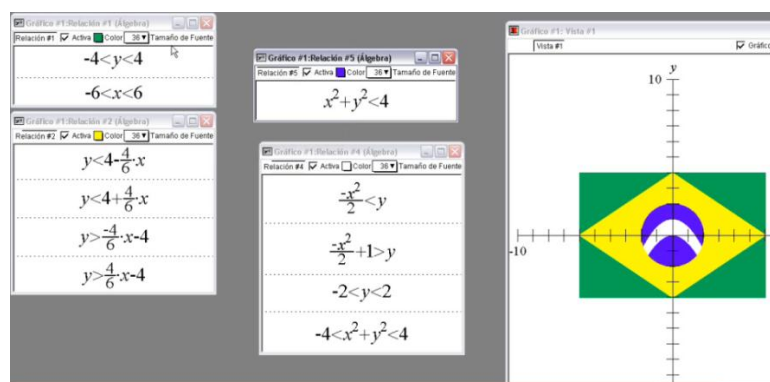 Gráfico #1:Relación #1 (Álgebra)
Relación #1 Activa Color 36 Tamaño de Fuente
-4<y<4
-6<x<6
Gráfico #1:Relación #2 (Álgebra)
Relación #2 Activa Color 36 Tamaño de Fuente
y<4-4/6·x
y<4+4/6·x
y>-4/6·x-4
y>4/6·x-4
Gráfico #1:Relación #5 (Álgebra)
Relación #5 Activa Color 36 Tamaño de Fuente
x²+y²<4
Gráfico #1:Relación #4 (Álgebra)
Relación #4 Activa Color 36 Tamaño de Fuente
-x²/2<y
-x²/2+1>y
-2<y<2
-4<x²+y²<4
Gráfico #1: Vista #1
Vista #1 Gráfico
y
10
-10